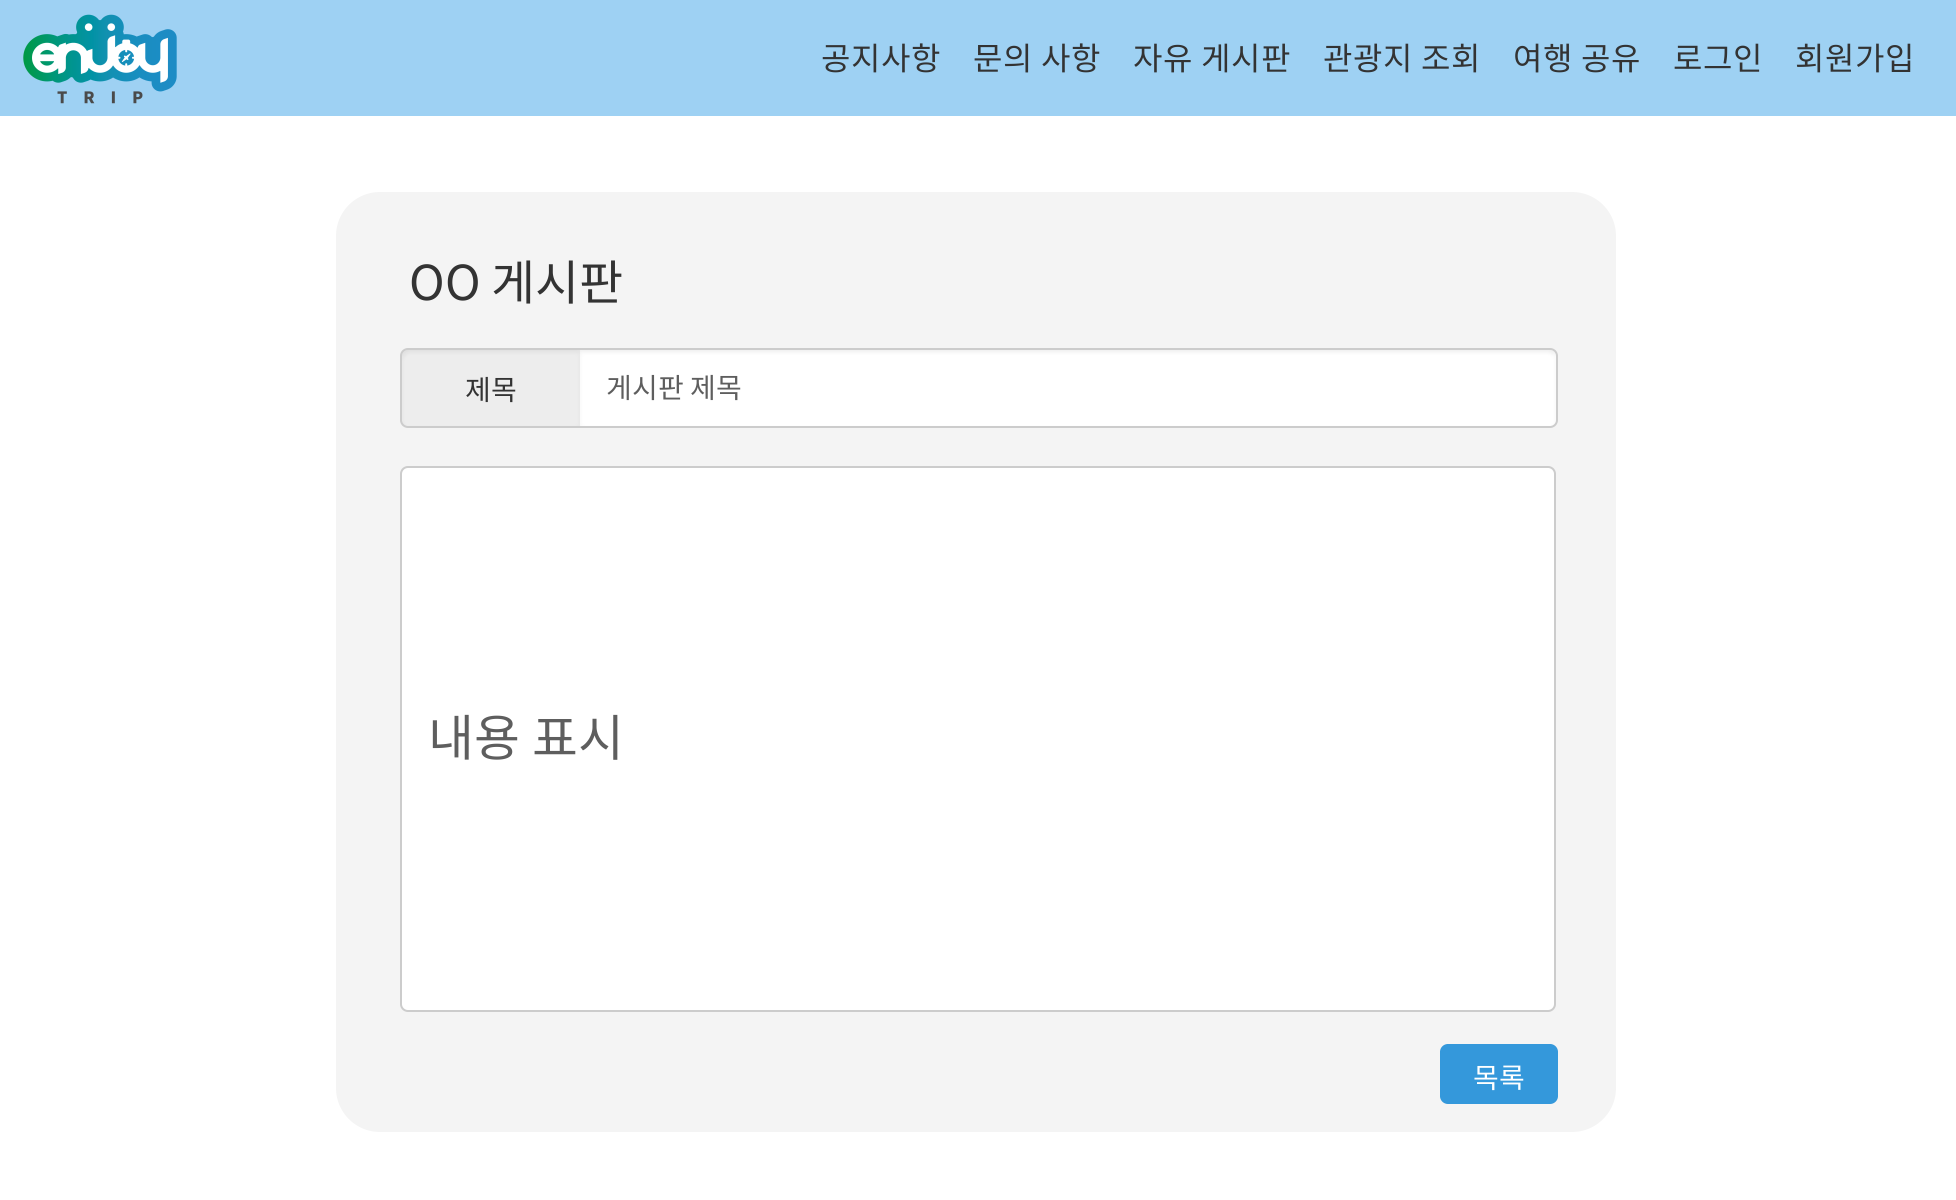 enjoy
TRIP
공지사항 문의 사항 자유 게시판 관광지 조회 여행 공유 로그인 회원가입
OO 게시판
제목 게시판 제목
내용 표시
목록